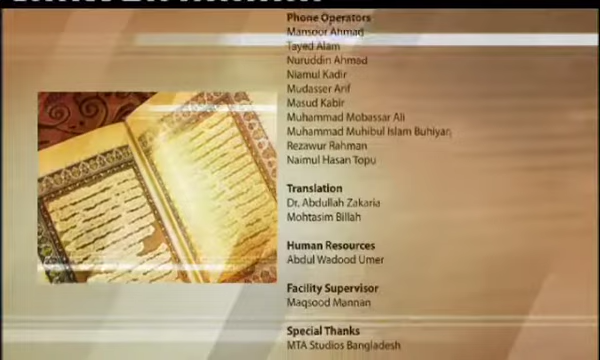 Phone Operators
Mansoor Ahmad
Tayed Alam
Nuruddin Ahmad
Niamul Kadir
Mudasser Arif
Masud Kabir
Muhammad Mobassar Ali
Muhammad Muhibul Islam Buhiyan
Rezawur Rahman
Naimul Hasan Topu
Translation
Dr. Abdullah Zakaria
Mohtasim Billah
Human Resources
Abdul Wadood Umer
Facility Supervisor
Maqsood Mannan
Special Thanks
MTA Studios Bangladesh